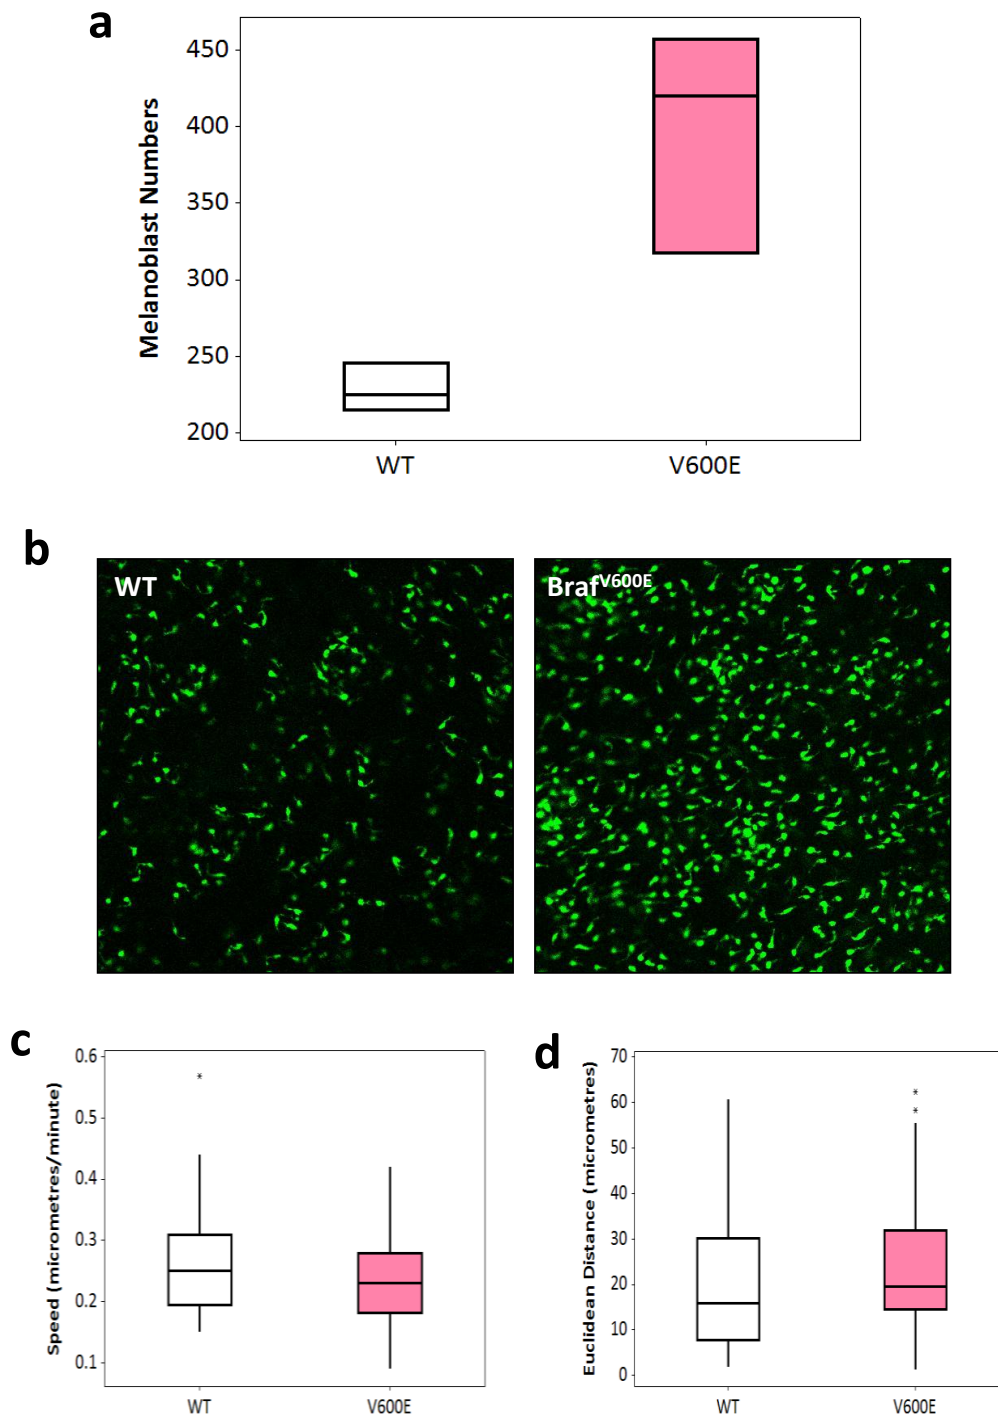 a
Melanoblast Numbers
450
400
350
300
250
200
WT
V600E
b
WT
Braf^V600E
c
Speed (micrometres/minute)
0.6
0.5
0.4
0.3
0.2
0.1
WT
V600E
d
Euclidean Distance (micrometres)
70
60
50
40
30
20
10
0
WT
V600E